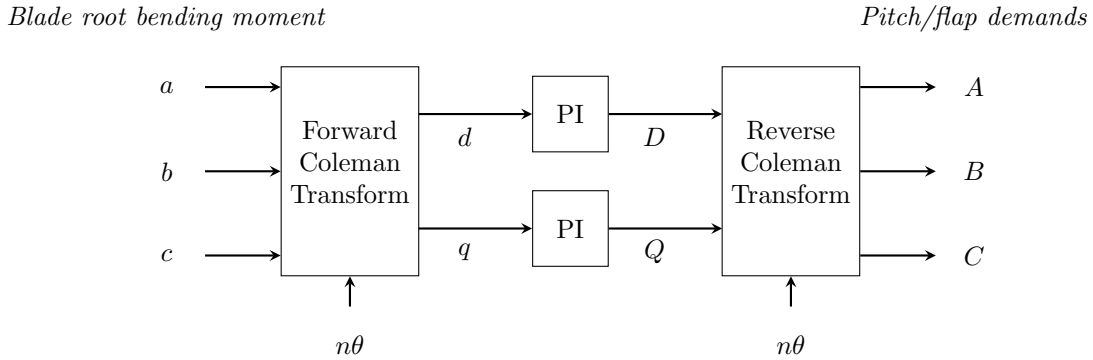 Blade root bending moment
Pitch/flap demands
a
b
c
Forward
Coleman
Transform
nθ
d
q
PI
PI
D
Q
Reverse
Coleman
Transform
nθ
A
B
C